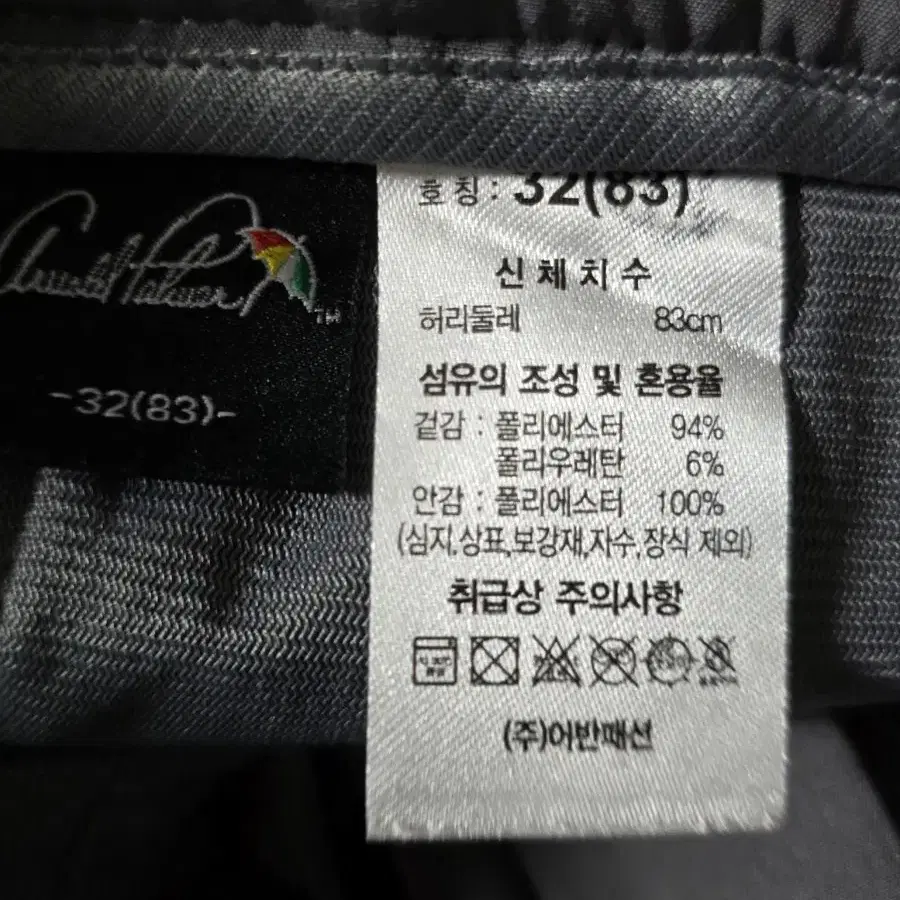 Arnold Palmer
TM
-32(83)-
호 칭 : 32(83)
신 체 치 수
허리둘레 83cm
섬유의 조성 및 혼용율
겉감 : 폴리에스터 94%
폴리우레탄 6%
안감 : 폴리에스터 100%
(심지,상표,보강재,자수,장식 제외)
취급상 주의사항
(주)어반패션